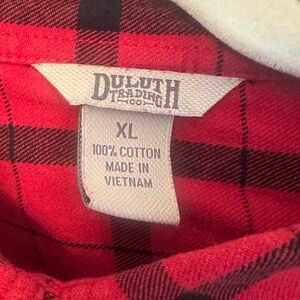 DULUTH
TRADING
CO
XL
100% COTTON
MADE IN
VIETNAM